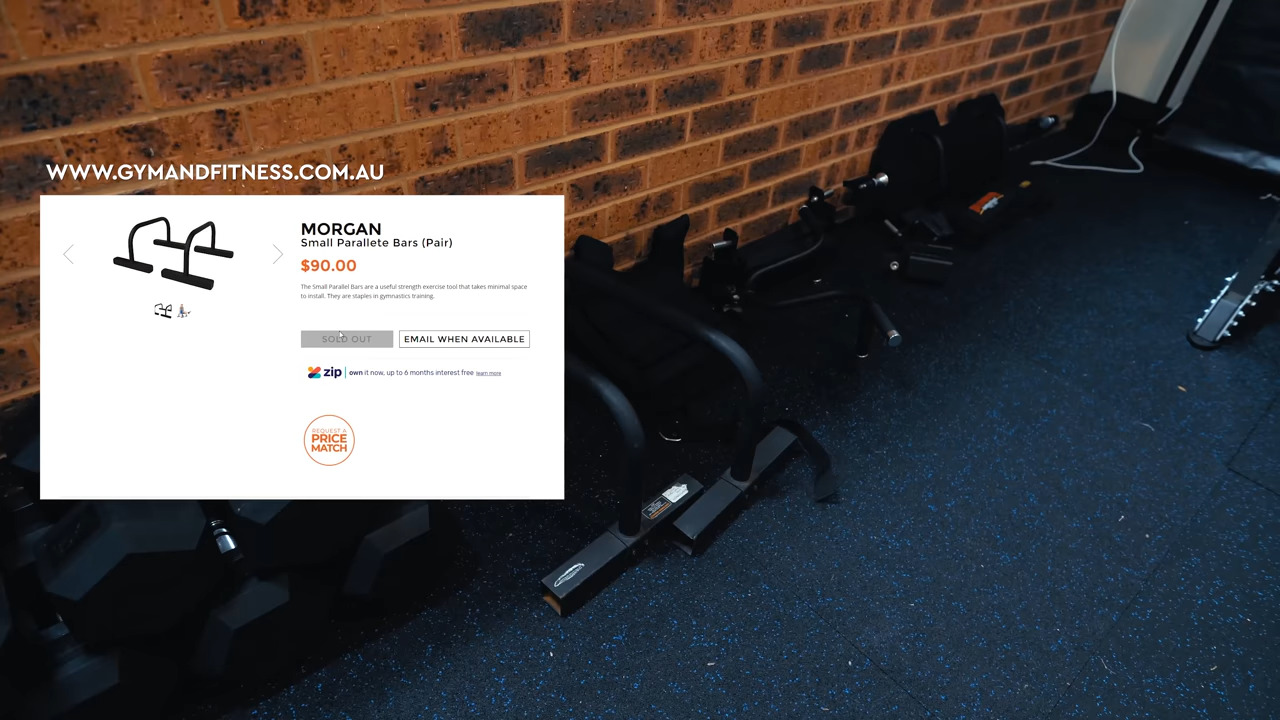 WWW.GYMANDFITNESS.COM.AU
MORGAN
Small Parallete Bars (Pair)
$90.00
The Small Parallel Bars are a useful strength exercise tool that takes minimal space
to install. They are staples in gymnastics training.
SOLD OUT
EMAIL WHEN AVAILABLE
zip own it now, up to 6 months interest free learn more
REQUEST A
PRICE
MATCH